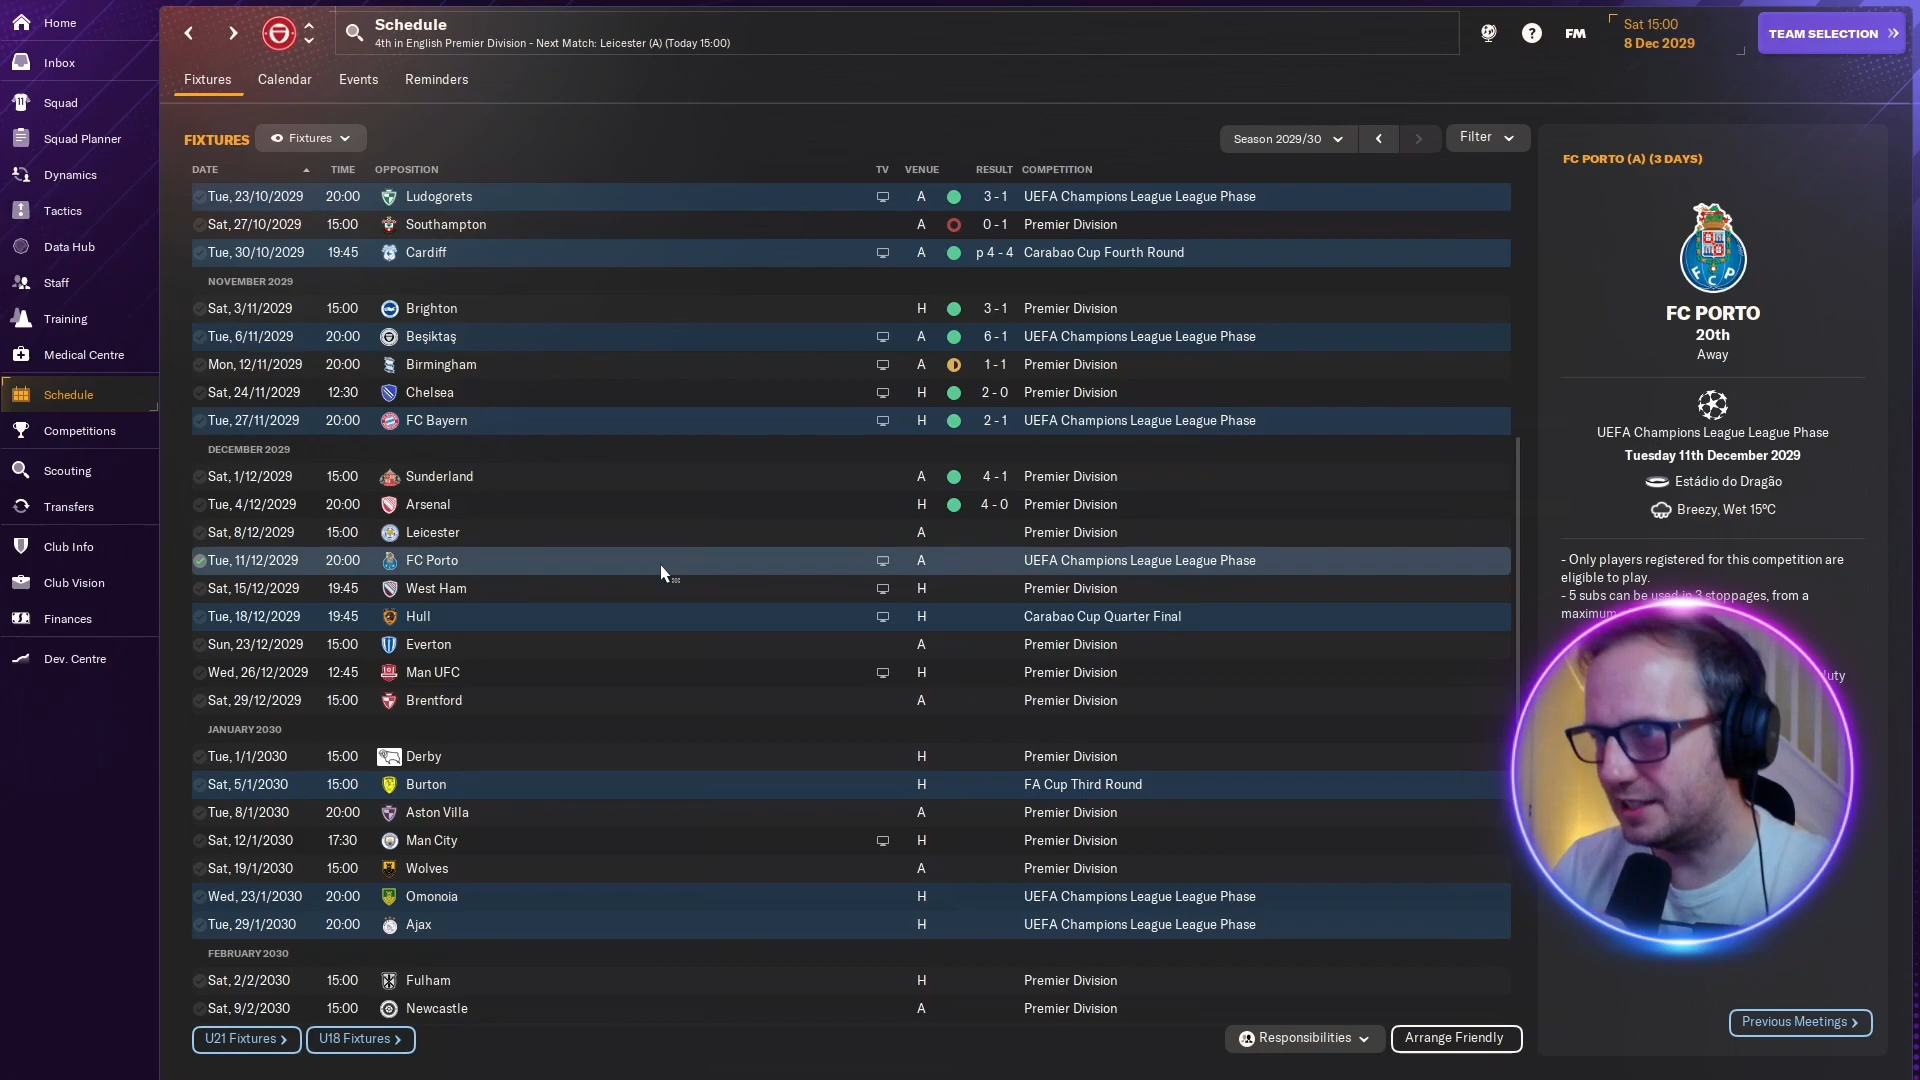 Home
Inbox
Squad
Squad Planner
Dynamics
Tactics
Data Hub
Staff
Training
Medical Centre
Schedule
Competitions
Scouting
Transfers
Club Info
Club Vision
Finances
Dev. Centre
Schedule
4th in English Premier Division - Next Match: Leicester (A) (Today 15:00)
FM
Sat 15:00
8 Dec 2029
TEAM SELECTION
Fixtures Calendar Events Reminders
FIXTURES Fixtures Season 2029/30 Filter
DATE TIME OPPOSITION TV VENUE RESULT COMPETITION
Tue, 23/10/2029 20:00 Ludogorets A 3 - 1 UEFA Champions League League Phase
Sat, 27/10/2029 15:00 Southampton A 0 - 1 Premier Division
Tue, 30/10/2029 19:45 Cardiff A p 4 - 4 Carabao Cup Fourth Round
NOVEMBER 2029
Sat, 3/11/2029 15:00 Brighton H 3 - 1 Premier Division
Tue, 6/11/2029 20:00 Beşiktaş A 6 - 1 UEFA Champions League League Phase
Mon, 12/11/2029 20:00 Birmingham A 1 - 1 Premier Division
Sat, 24/11/2029 12:30 Chelsea H 2 - 0 Premier Division
Tue, 27/11/2029 20:00 FC Bayern H 2 - 1 UEFA Champions League League Phase
DECEMBER 2029
Sat, 1/12/2029 15:00 Sunderland A 4 - 1 Premier Division
Tue, 4/12/2029 20:00 Arsenal H 4 - 0 Premier Division
Sat, 8/12/2029 15:00 Leicester A Premier Division
Tue, 11/12/2029 20:00 FC Porto A UEFA Champions League League Phase
Sat, 15/12/2029 19:45 West Ham H Premier Division
Tue, 18/12/2029 19:45 Hull H Carabao Cup Quarter Final
Sun, 23/12/2029 15:00 Everton A Premier Division
Wed, 26/12/2029 12:45 Man UFC H Premier Division
Sat, 29/12/2029 15:00 Brentford A Premier Division
JANUARY 2030
Tue, 1/1/2030 15:00 Derby H Premier Division
Sat, 5/1/2030 15:00 Burton H FA Cup Third Round
Tue, 8/1/2030 20:00 Aston Villa A Premier Division
Sat, 12/1/2030 17:30 Man City H Premier Division
Sat, 19/1/2030 15:00 Wolves A Premier Division
Wed, 23/1/2030 20:00 Omonoia H UEFA Champions League League Phase
Tue, 29/1/2030 20:00 Ajax H UEFA Champions League League Phase
FEBRUARY 2030
Sat, 2/2/2030 15:00 Fulham H Premier Division
Sat, 9/2/2030 15:00 Newcastle A Premier Division
U21 Fixtures U18 Fixtures Responsibilities Arrange Friendly
FC PORTO (A) (3 DAYS)
FC PORTO
20th
Away
UEFA Champions League League Phase
Tuesday 11th December 2029
Estádio do Dragão
Breezy, Wet 15ºC
- Only players registered for this competition are
eligible to play.
- 5 subs can be used in 3 stoppages, from a
maximum
Previous Meetings